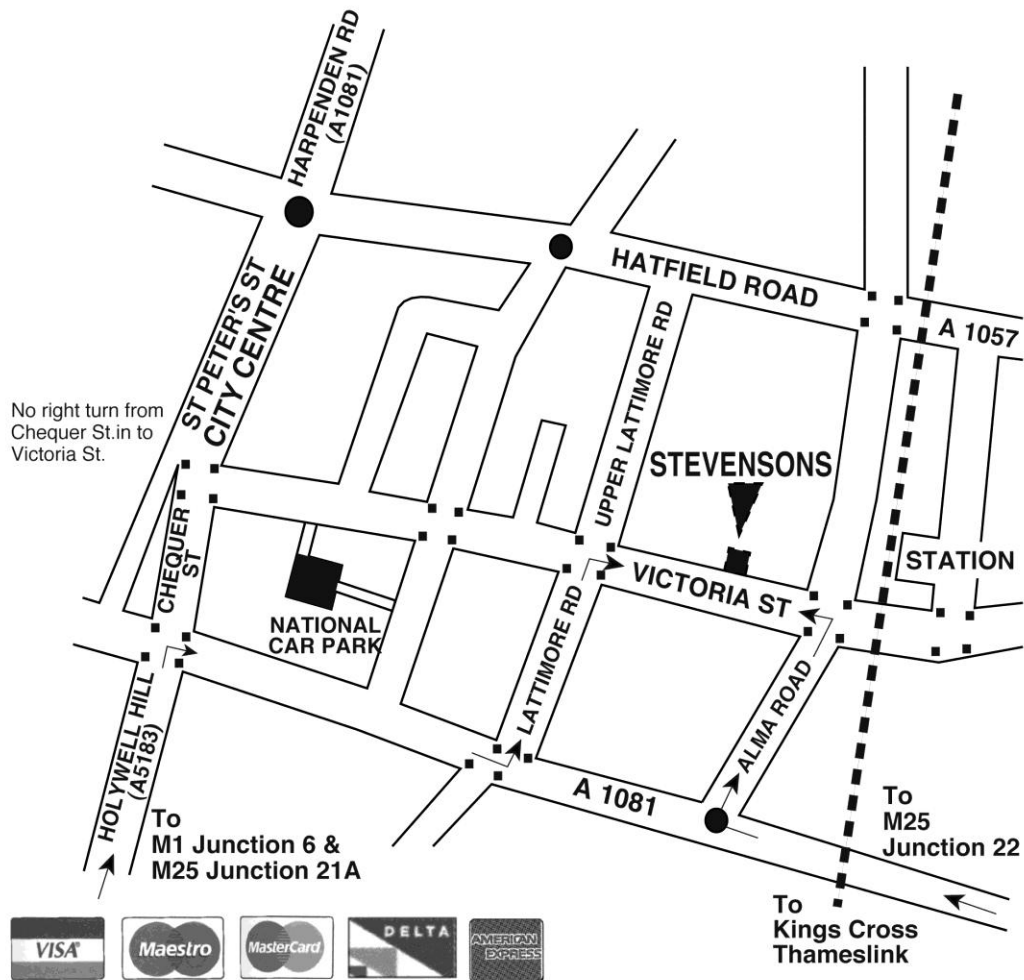 HARPENDEN RD
(A1081)
HATFIELD ROAD
A 1057
ST PETER'S ST
CITY CENTRE
No right turn from
Chequer St.in to
Victoria St.
UPPER LATTIMORE RD
STEVENSONS
CHEQUER
ST
STATION
VICTORIA ST
NATIONAL
CAR PARK
LATTIMORE RD
ALMA ROAD
HOLYWELL HILL
(A5183)
A 1081
To
M1 Junction 6 &
M25 Junction 21A
To
M25
Junction 22
To
Kings Cross
Thameslink
VISA
Maestro
MasterCard
DELTA
AMERICAN
EXPRESS